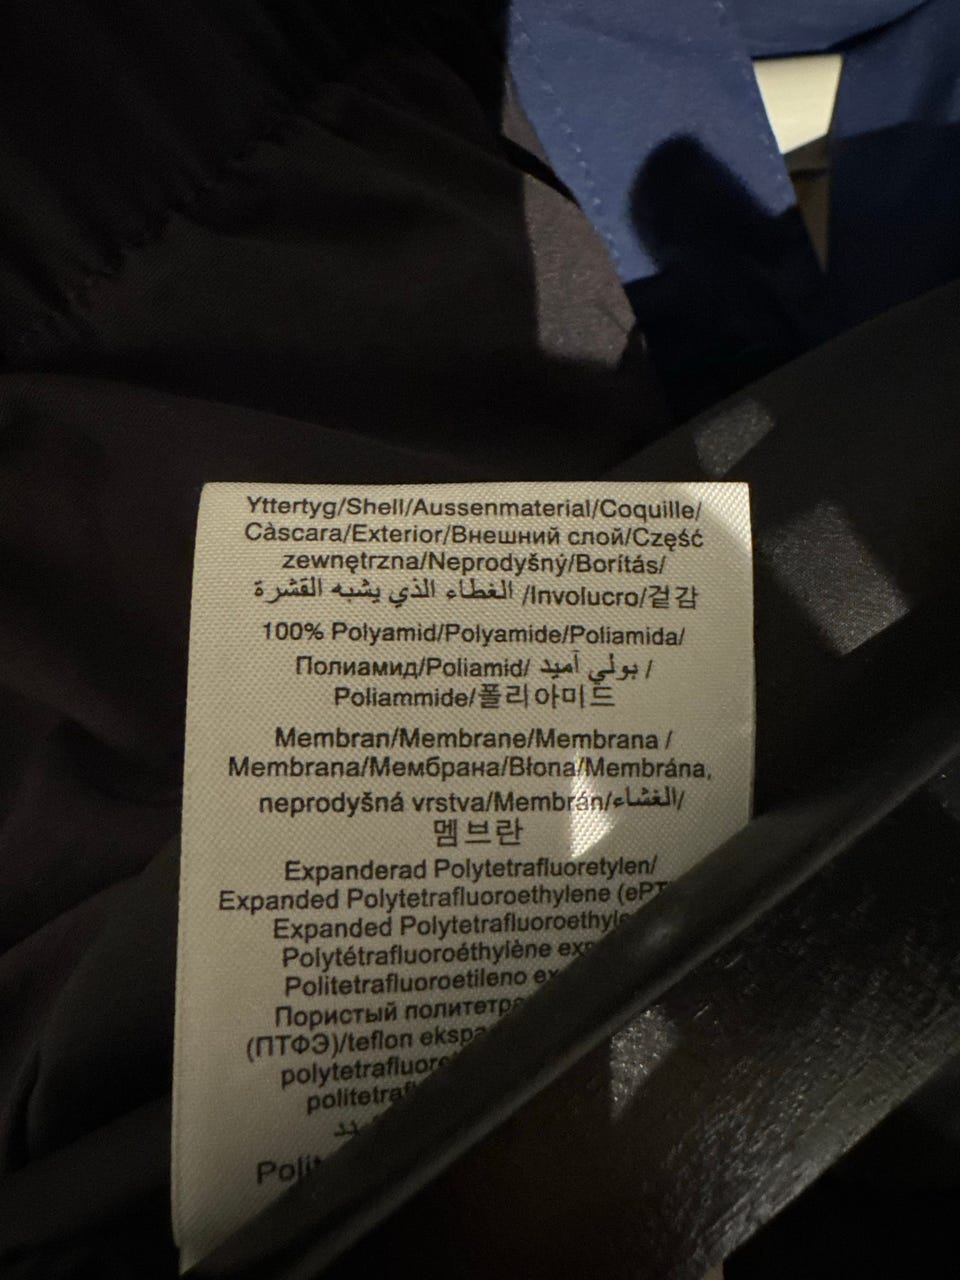 Yttertyg/Shell/Aussenmaterial/Coquille/
Càscara/Exterior/Внешний слой/Część
zewnętrzna/Neprodyšný/Borítás/
الغطاء الذي يشبه القشرة /Involucro/겉감
100% Polyamid/Polyamide/Poliamida/
Полиамид/Poliamid/ بولي آميد /
Poliammide/폴리아미드
Membran/Membrane/Membrana /
Membrana/Мембрана/Błona/Membrána,
neprodyšná vrstva/Membrán/الغشاء/
멤브란
Expanderad Polytetrafluoretylen/
Expanded Polytetrafluoroethylene
Expanded
Polytétrafluoroéthylène
Politetrafluoroetileno
Пористый
(ПТФЭ)/teflon